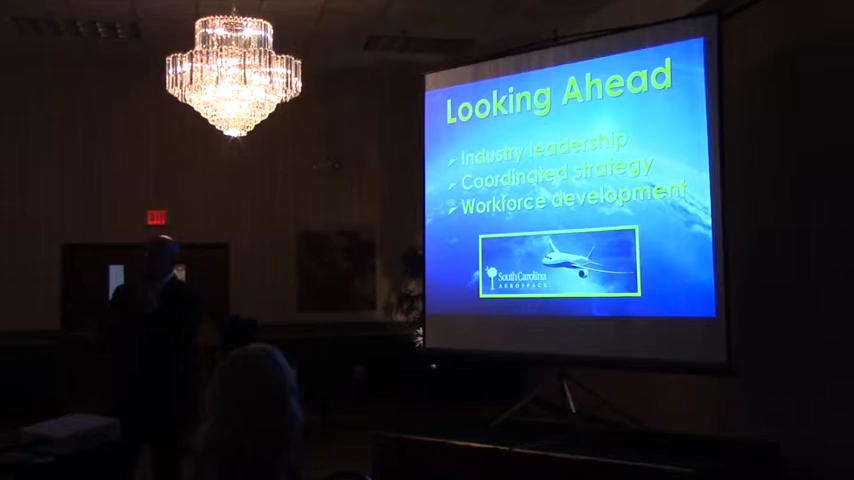 Looking Ahead
Industry leadership
Coordinated strategy
Workforce development
South Carolina
AEROSPACE
EXIT